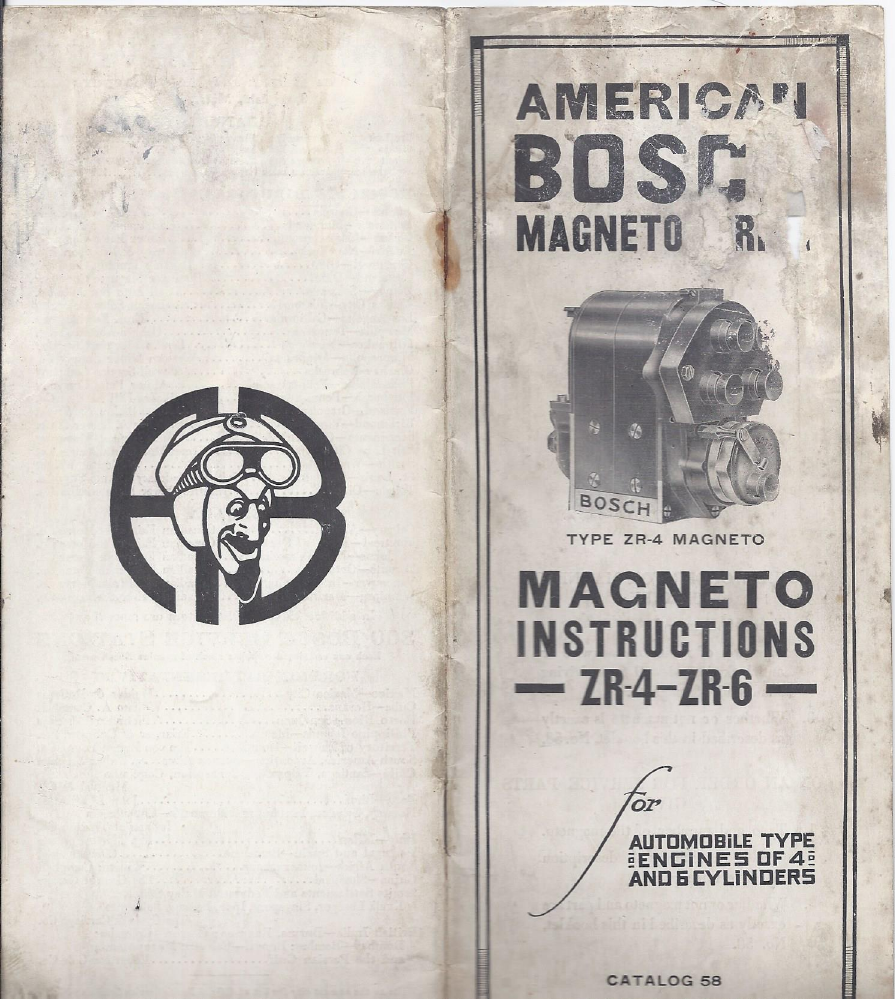 AMERICAN
BOSC
MAGNETO
BOSCH
TYPE ZR-4 MAGNETO
MAGNETO
INSTRUCTIONS
— ZR-4–ZR-6 —
for
AUTOMOBILE TYPE
ENGINES OF 4
AND 6 CYLINDERS
CATALOG 58